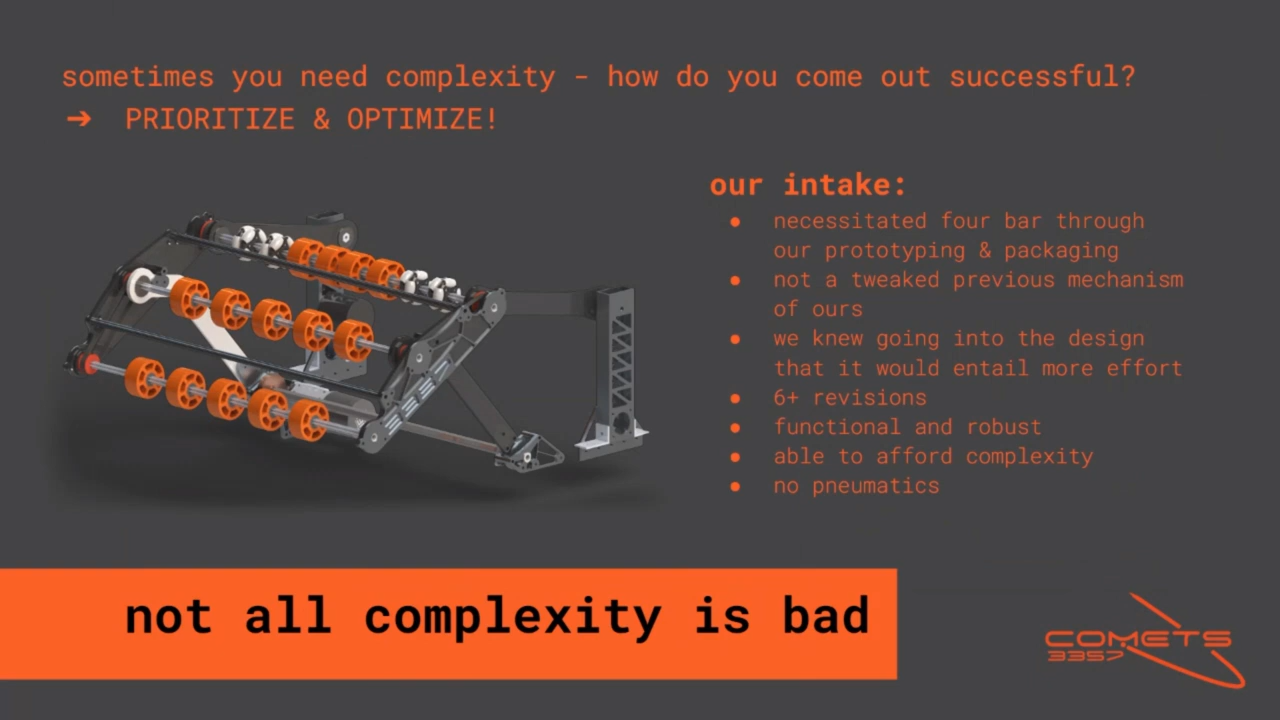 sometimes you need complexity - how do you come out successful?
➔ PRIORITIZE & OPTIMIZE!
our intake:
● necessitated four bar through
our prototyping & packaging
● not a tweaked previous mechanism
of ours
● we knew going into the design
that it would entail more effort
● 6+ revisions
● functional and robust
● able to afford complexity
● no pneumatics
not all complexity is bad
COMETS
3357